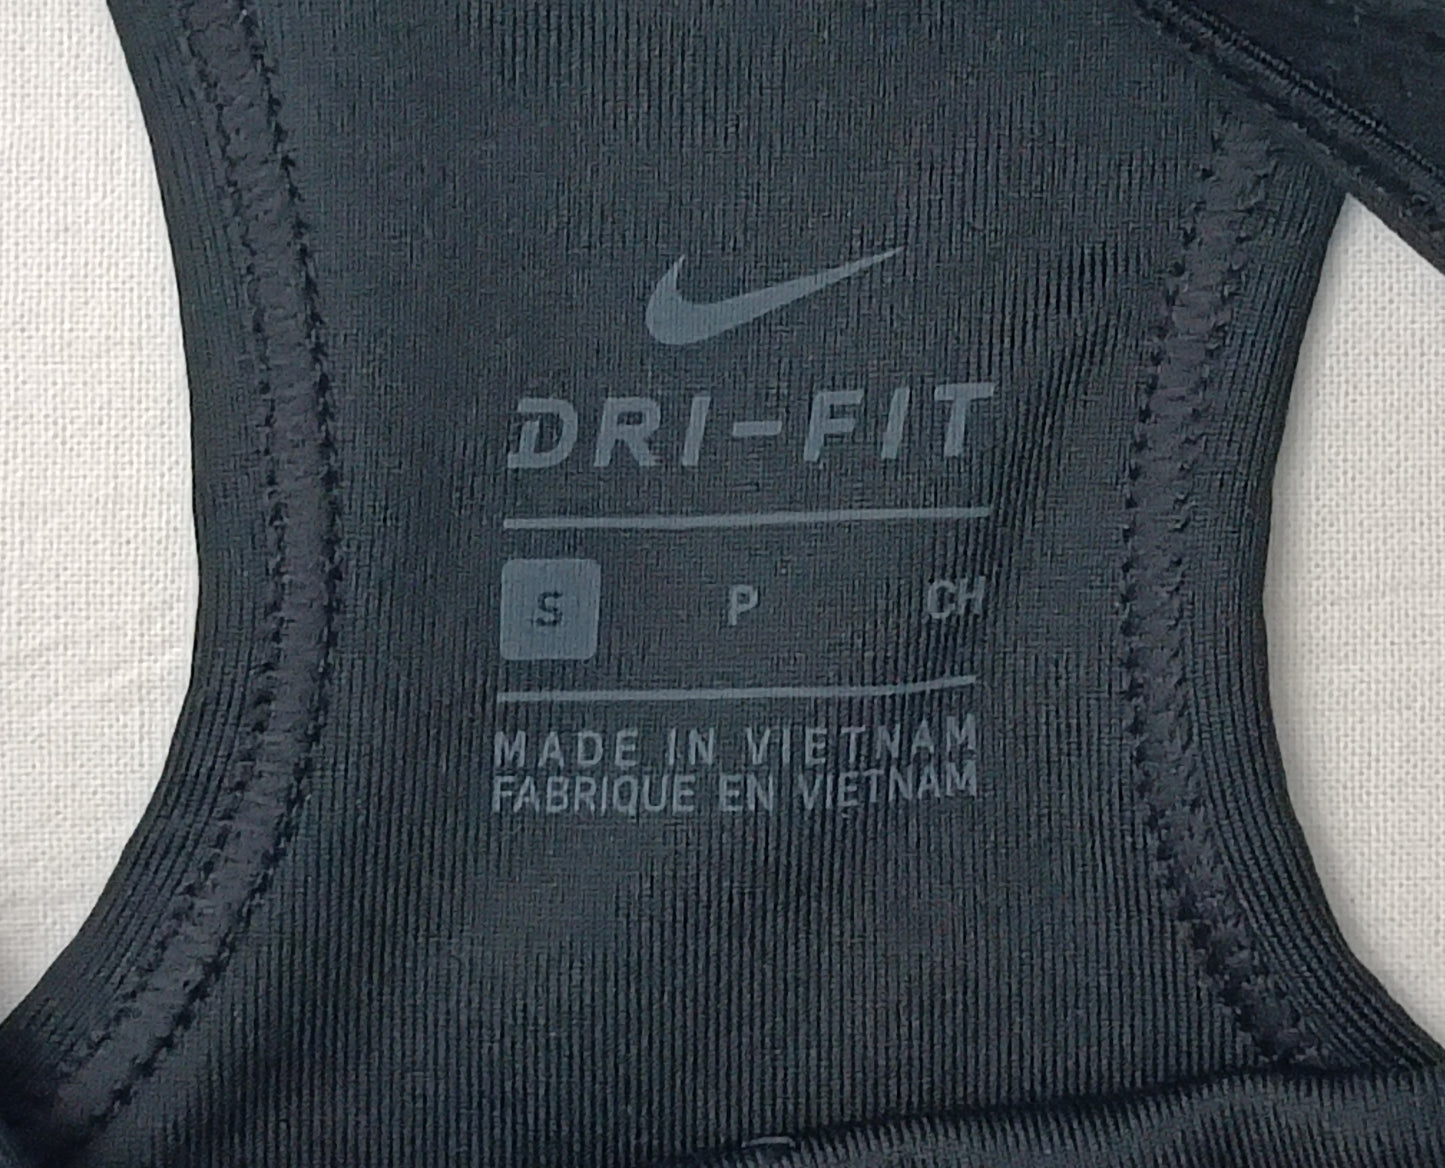 DRI-FIT
S P CH
MADE IN VIETNAM
FABRIQUE EN VIETNAM